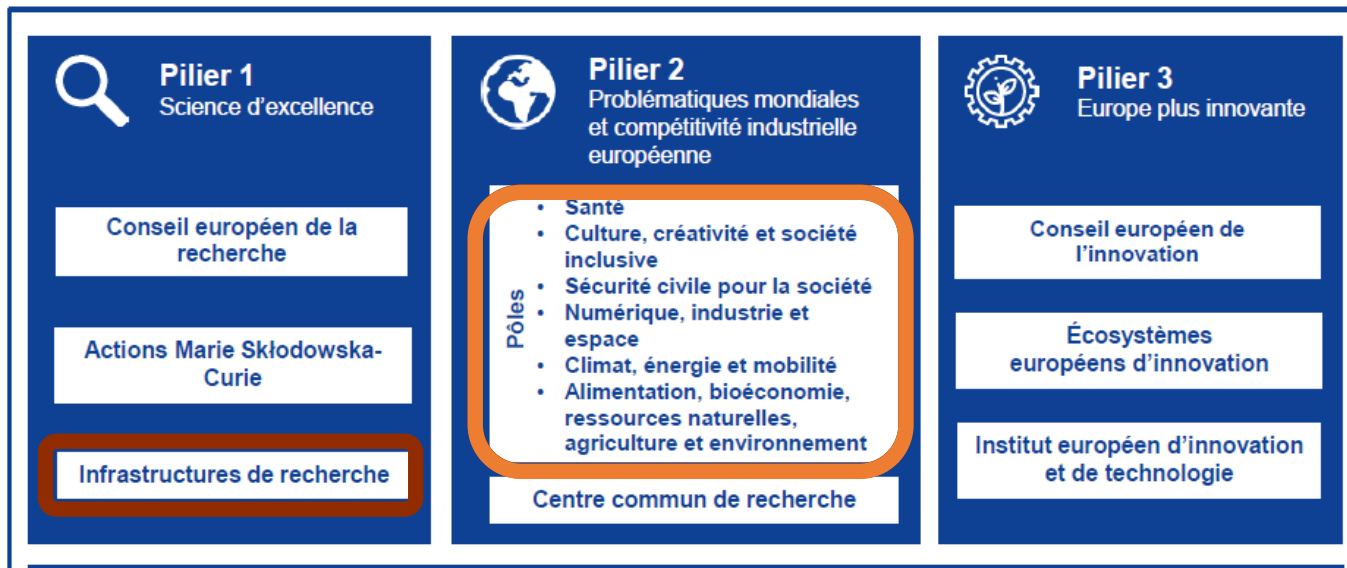 Pilier 1
Science d’excellence
Conseil européen de la
recherche
Actions Marie Skłodowska-
Curie
Infrastructures de recherche
Pilier 2
Problématiques mondiales
et compétitivité industrielle
européenne
Pôles
• Santé
• Culture, créativité et société
inclusive
• Sécurité civile pour la société
• Numérique, industrie et
espace
• Climat, énergie et mobilité
• Alimentation, bioéconomie,
ressources naturelles,
agriculture et environnement
Centre commun de recherche
Pilier 3
Europe plus innovante
Conseil européen de
l’innovation
Écosystèmes
européens d’innovation
Institut européen d’innovation
et de technologie